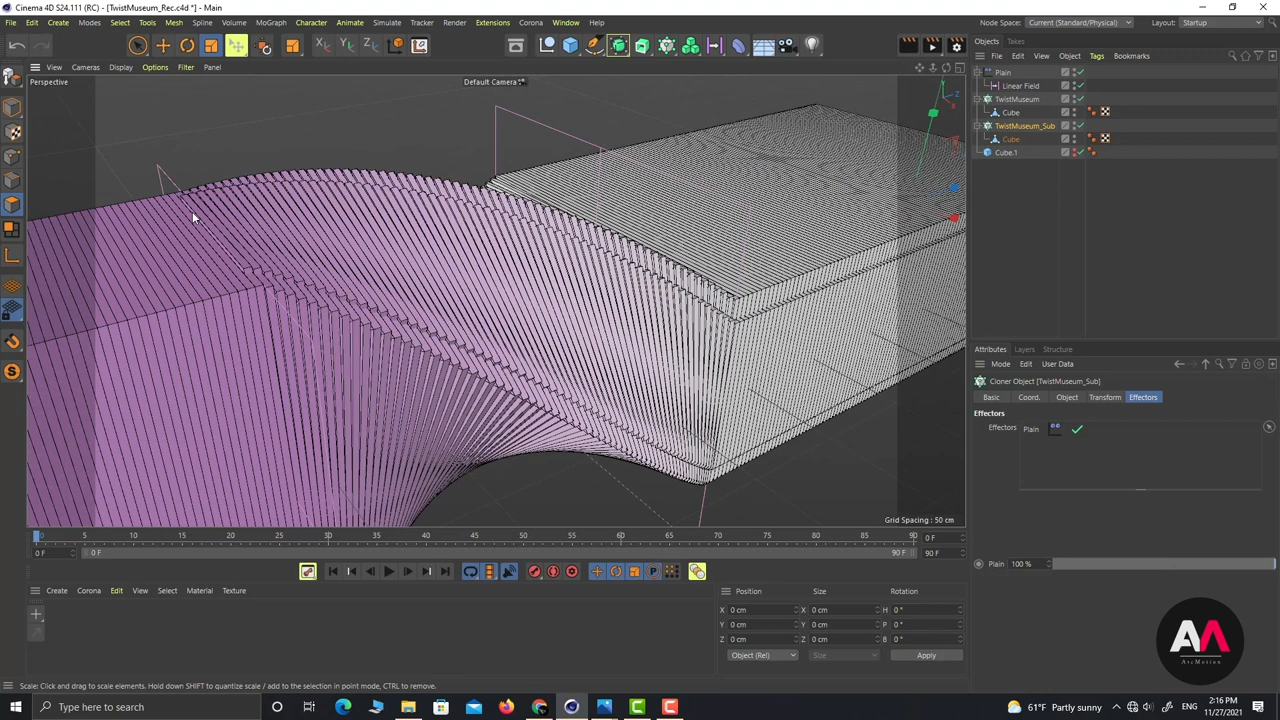 Cinema 4D S24.111 (RC) - [TwistMuseum_Rec.c4d *] - Main
File Edit Create Modes Select Tools Mesh Spline Volume MoGraph Character Animate Simulate Tracker Render Extensions Corona Window Help
Node Space: Current (Standard/Physical) Layout: Startup
X Y Z
Objects Takes
File Edit View Object Tags Bookmarks
View Cameras Display Options Filter Panel
Perspective
Default Camera
Plain
Linear Field
TwistMuseum
Cube
TwistMuseum_Sub
Cube
Cube.1
Y
Z
X
Attributes Layers Structure
Mode Edit User Data
Cloner Object [TwistMuseum_Sub]
Basic Coord. Object Transform Effectors
Effectors
Effectors Plain
Grid Spacing : 50 cm
0 5 10 15 20 25 30 35 40 45 50 55 60 65 70 75 80 85 90 0 F
0 F 0 F 90 F 90 F
Plain 100 %
Create Corona Edit View Select Material Texture
Position Size Rotation
X 0 cm X 0 cm H 0 °
Y 0 cm Y 0 cm P 0 °
Z 0 cm Z 0 cm B 0 °
Object (Rel) Size Apply
AM
ArcMotion
Scale: Click and drag to scale elements. Hold down SHIFT to quantize scale / add to the selection in point mode, CTRL to remove.
Type here to search
61°F Partly sunny ENG 2:16 PM
11/27/2021